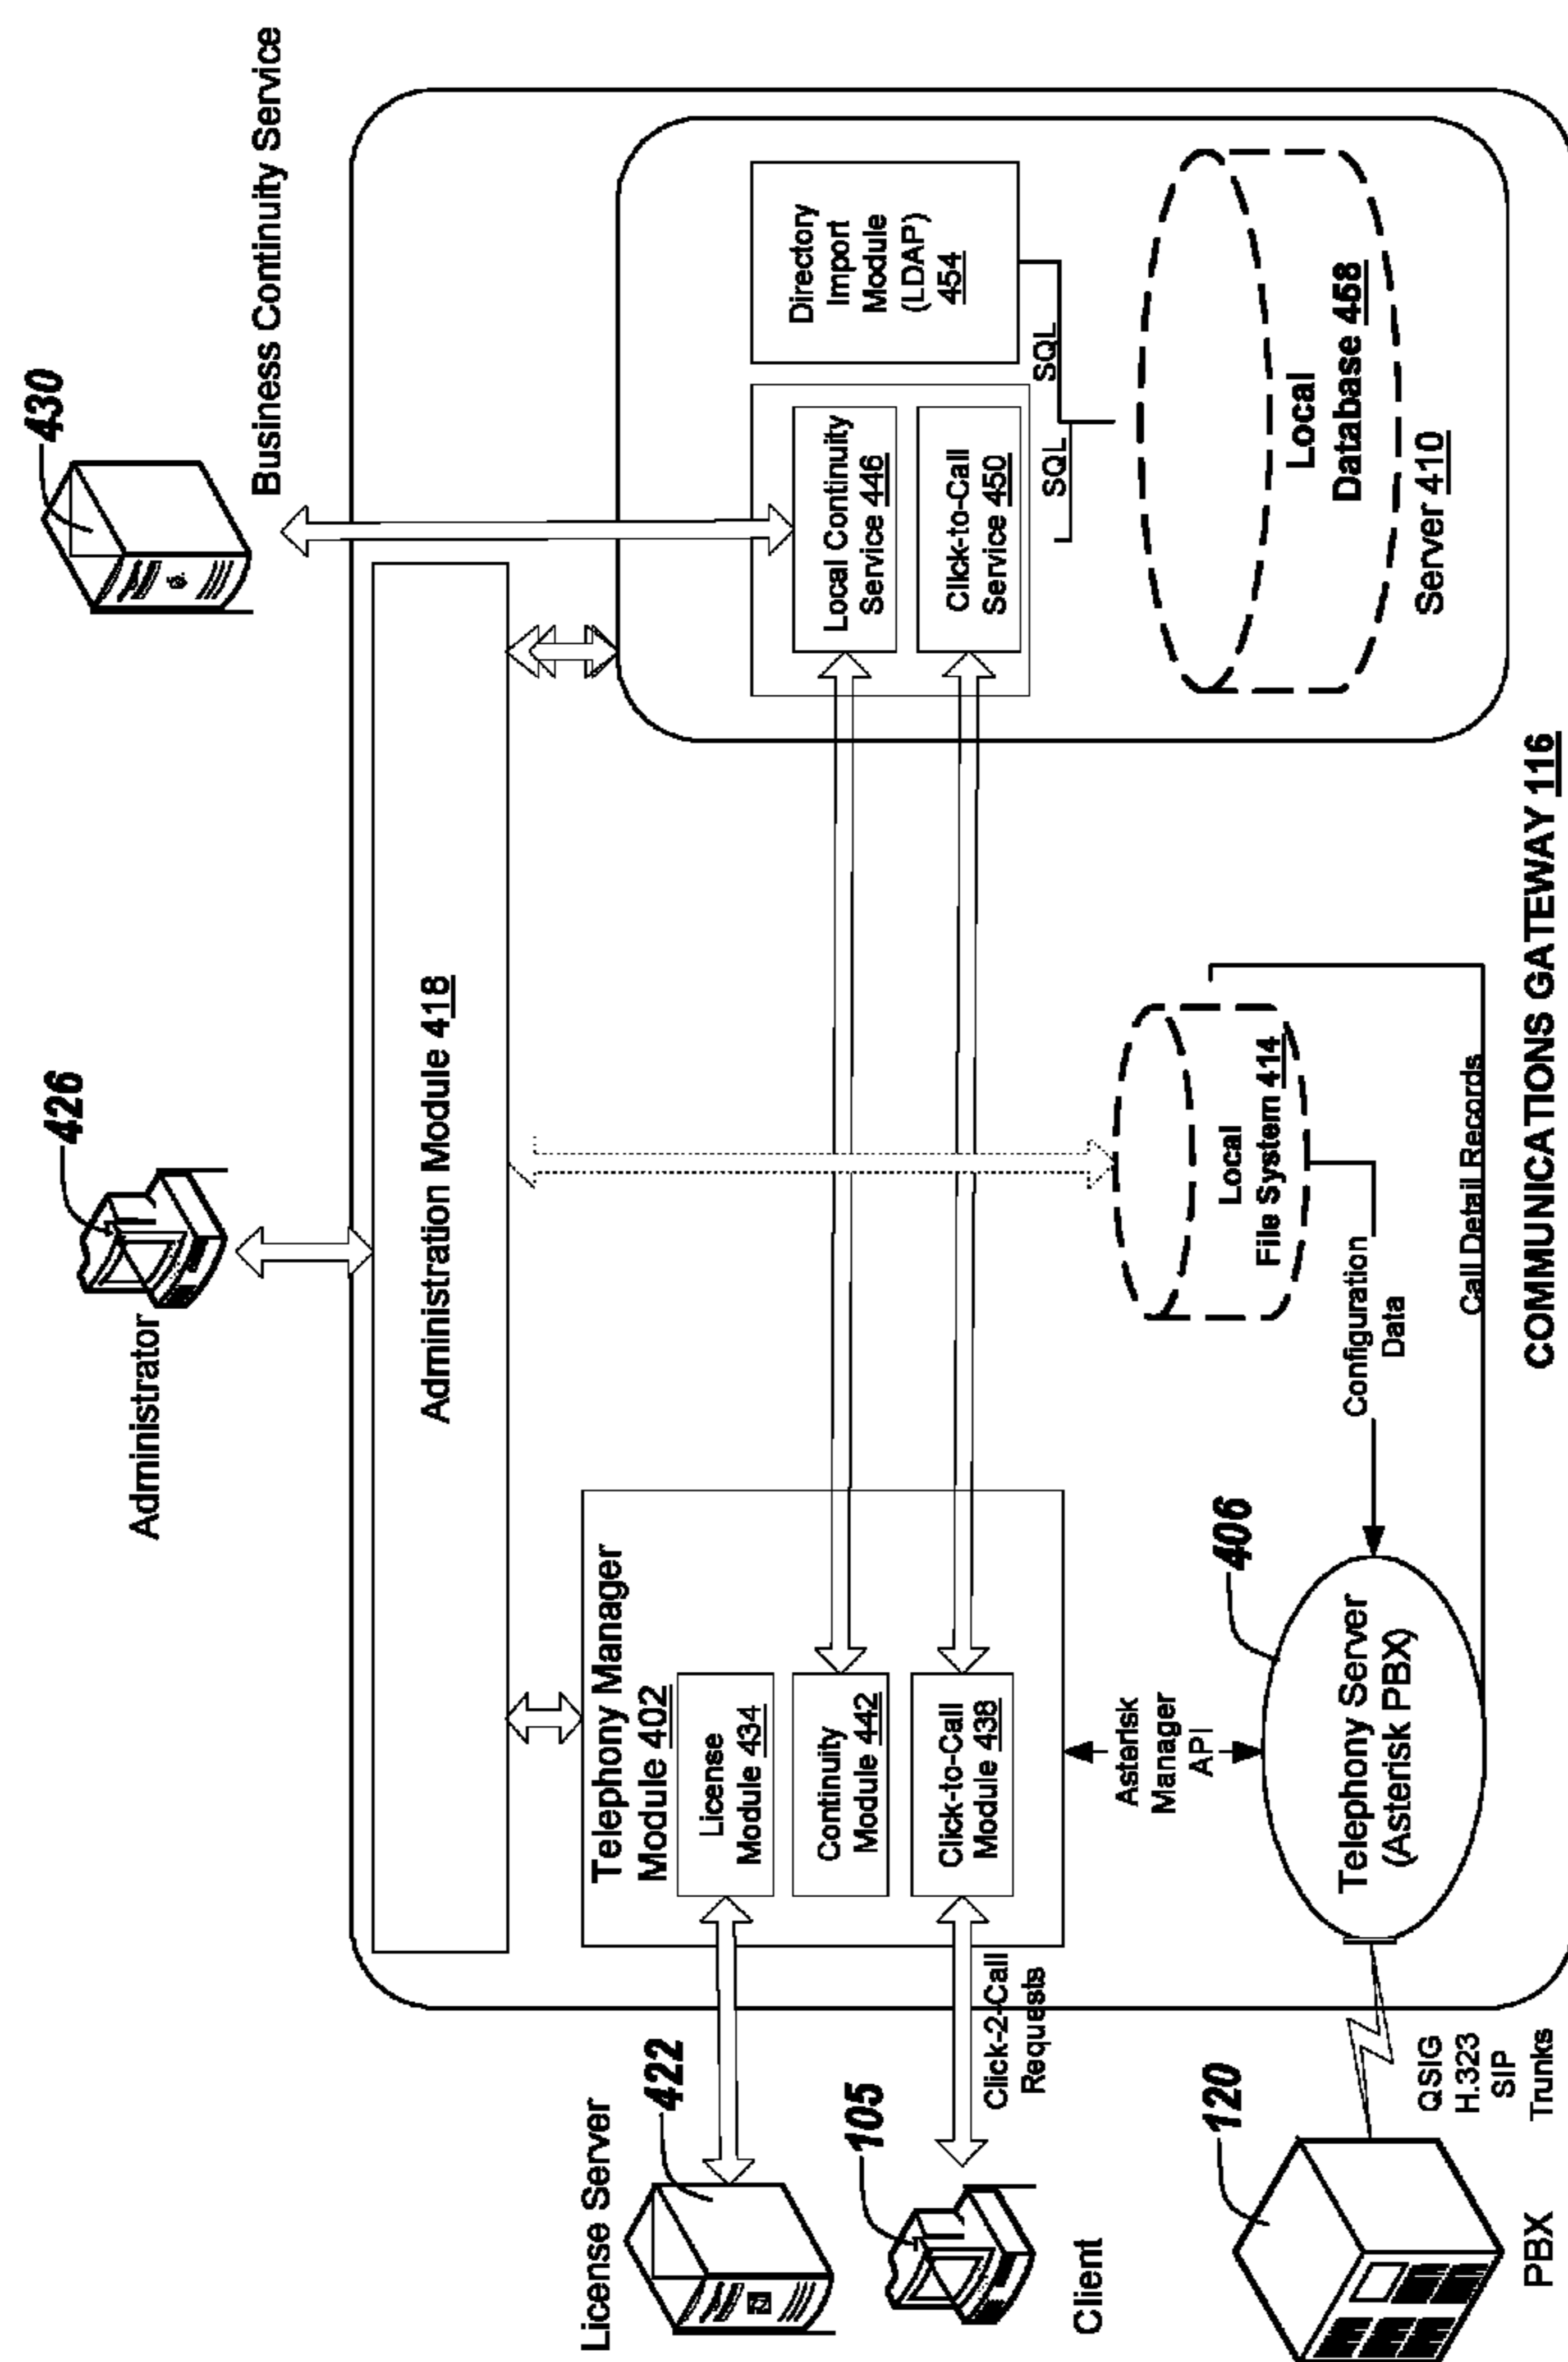 430
Business Continuity Service
426
Administrator
Administration Module 418
License Server
422
Telephony Manager
Module 402
License
Module 434
Continuity
Module 442
Click-to-Call
Module 438
Local Continuity
Service 446
Click-to-Call
Service 450
Directory
Import
Module
(LDAP)
454
SQL
SQL
Local
Database 458
Server 410
105
Client
Click-2-Call
Requests
Asterisk
Manager
API
406
Telephony Server
(Asterisk PBX)
Local
File System 414
Configuration
Data
Call Detail Records
120
PBX
QSIG
H.323
SIP
Trunks
COMMUNICATIONS GATEWAY 116